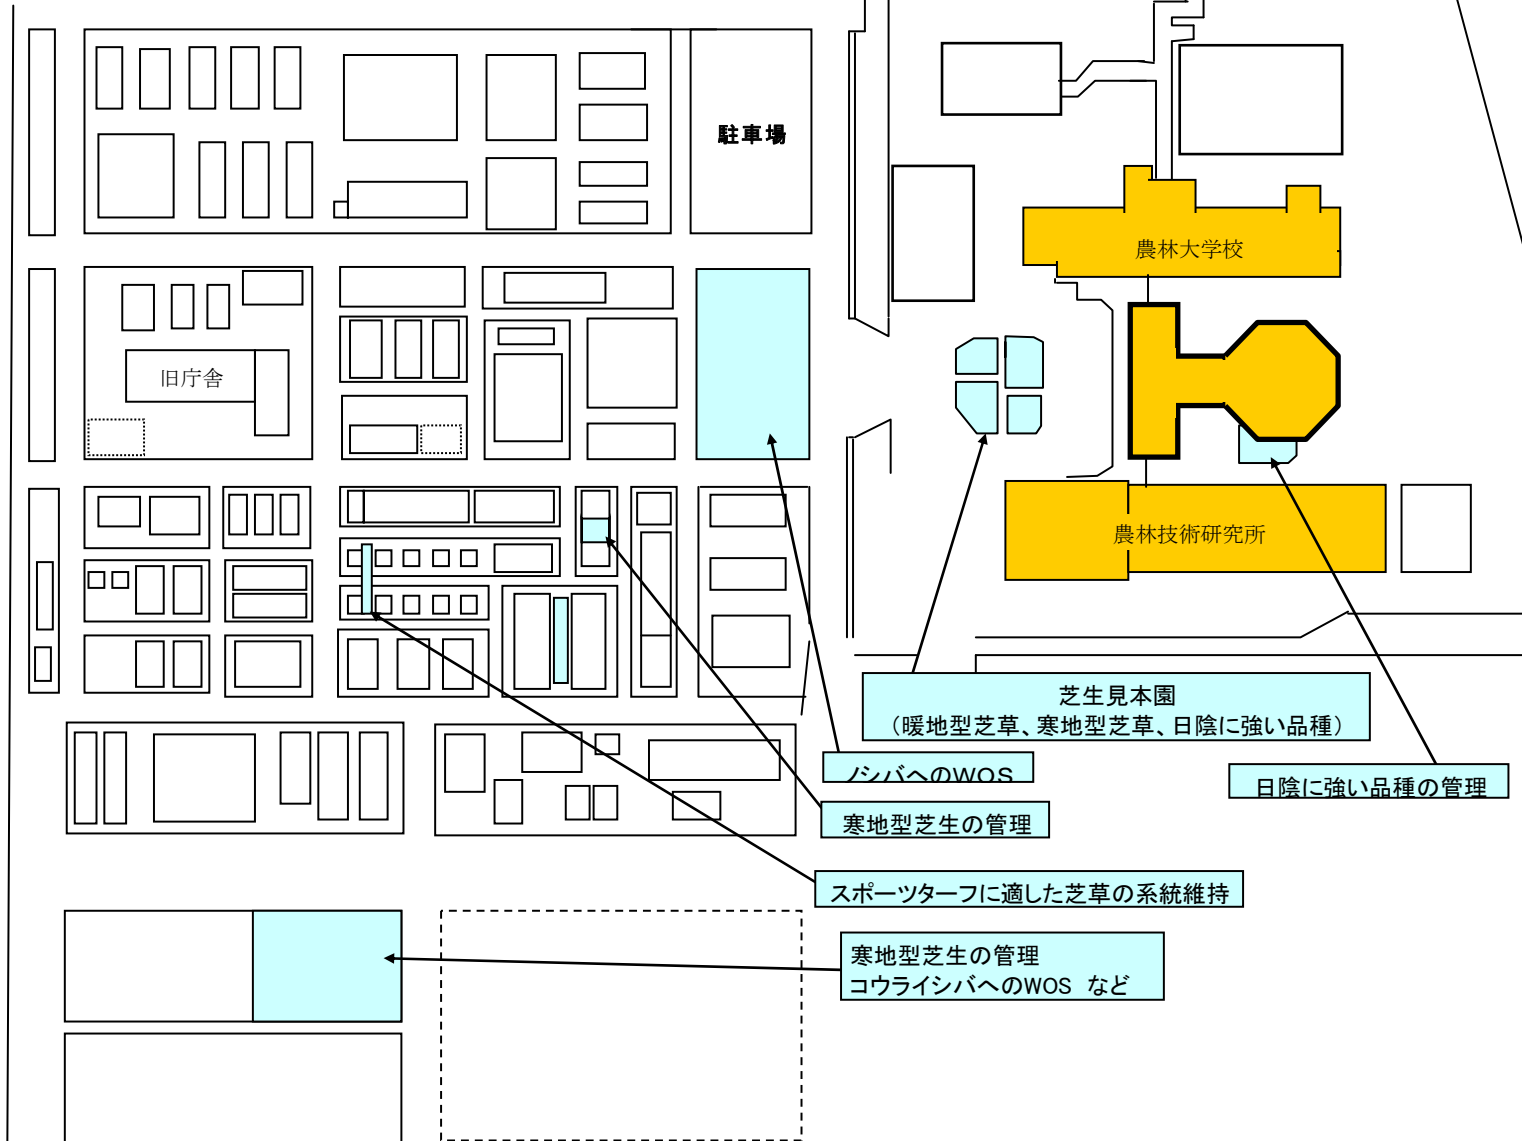 駐車場
農林大学校
旧庁舎
農林技術研究所
芝生見本園
（暖地型芝草、寒地型芝草、日陰に強い品種）
ノシバへのWOS
日陰に強い品種の管理
寒地型芝生の管理
スポーツターフに適した芝草の系統維持
寒地型芝生の管理
コウライシバへのWOS など